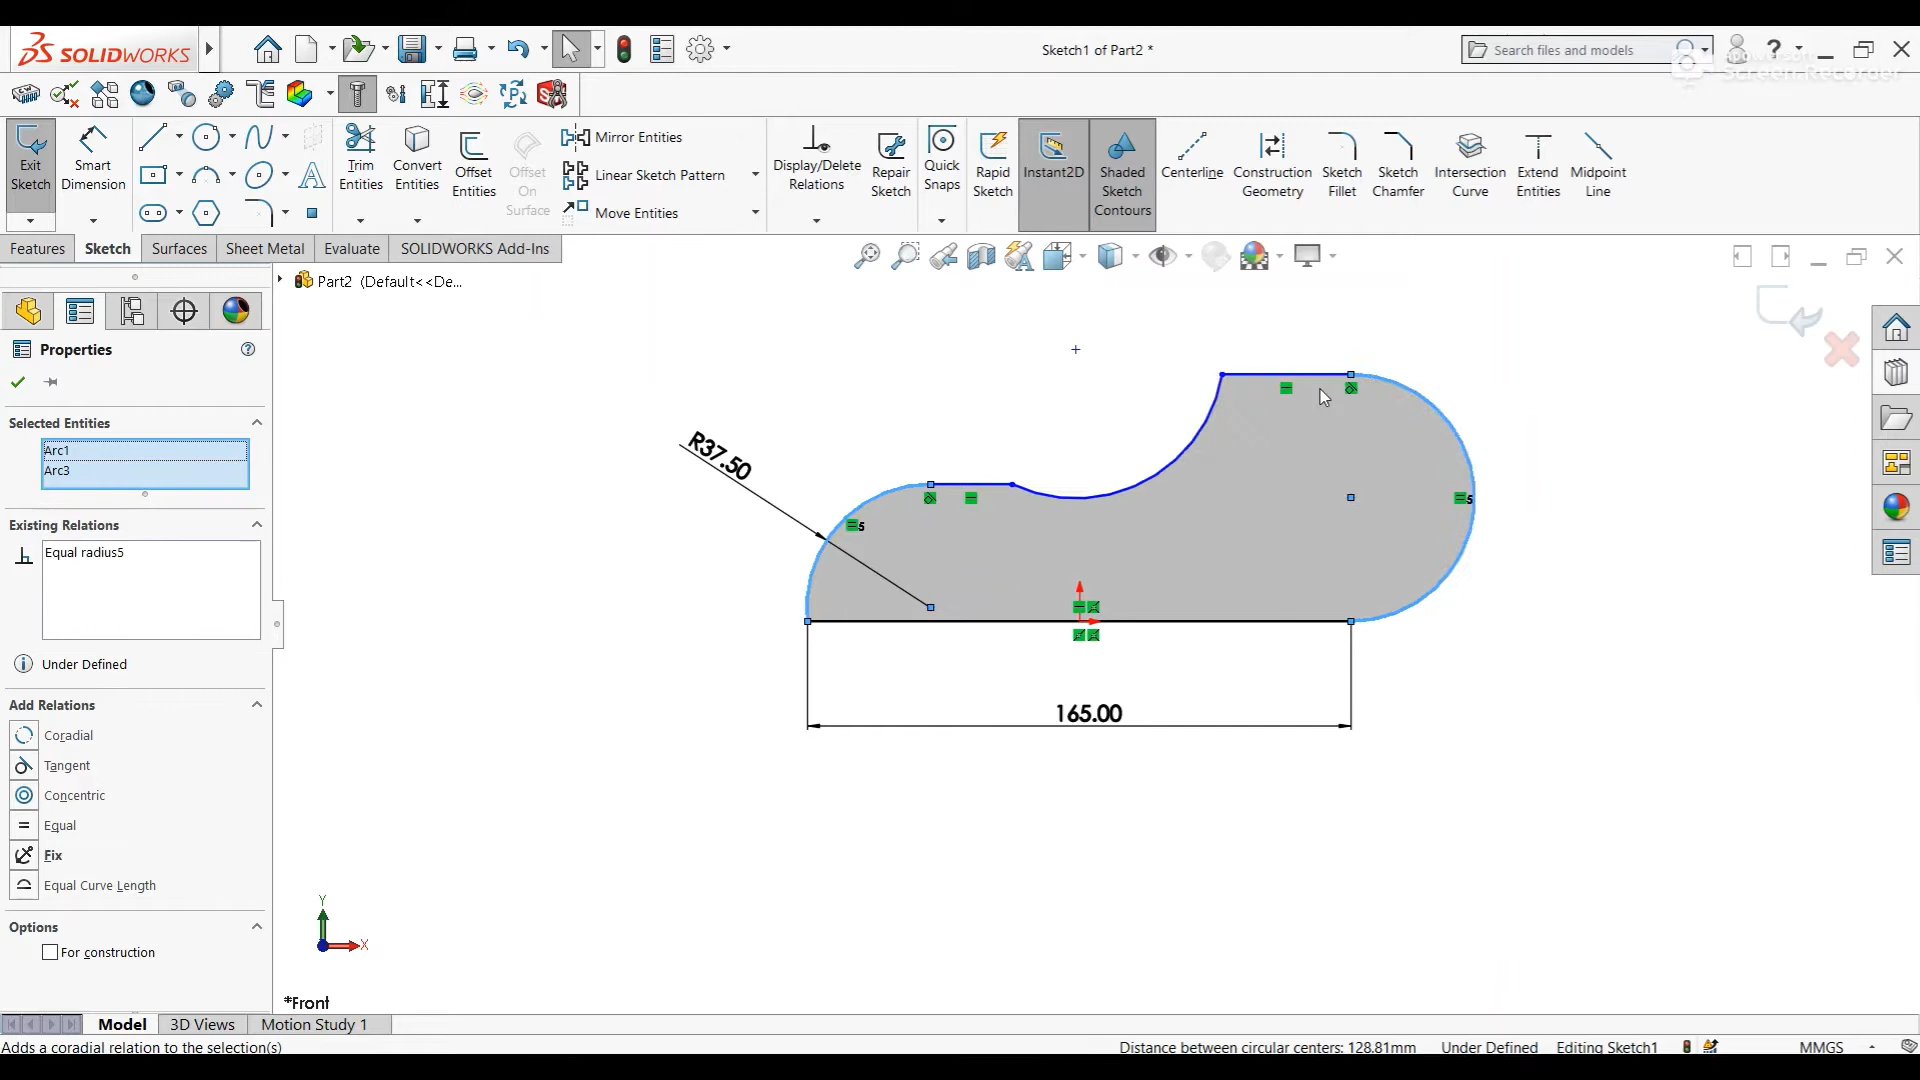 SOLIDWORKS
Sketch1 of Part2 *
Search files and models
Screen Recorder
Exit Sketch
Smart Dimension
Trim Entities
Convert Entities
Offset Entities
Offset On Surface
Mirror Entities
Linear Sketch Pattern
Move Entities
Display/Delete Relations
Repair Sketch
Quick Snaps
Rapid Sketch
Instant2D
Shaded Sketch Contours
Centerline
Construction Geometry
Sketch Fillet
Sketch Chamfer
Intersection Curve
Extend Entities
Midpoint Line
Features
Sketch
Surfaces
Sheet Metal
Evaluate
SOLIDWORKS Add-Ins
Part2 (Default<<De...
Properties
Selected Entities
Arc1
Arc3
Existing Relations
Equal radius5
Under Defined
Add Relations
Coradial
Tangent
Concentric
Equal
Fix
Equal Curve Length
Options
For construction
R37.50
5
5
165.00
Y
X
*Front
Model
3D Views
Motion Study 1
Adds a coradial relation to the selection(s)
Distance between circular centers: 128.81mm
Under Defined
Editing Sketch1
MMGS